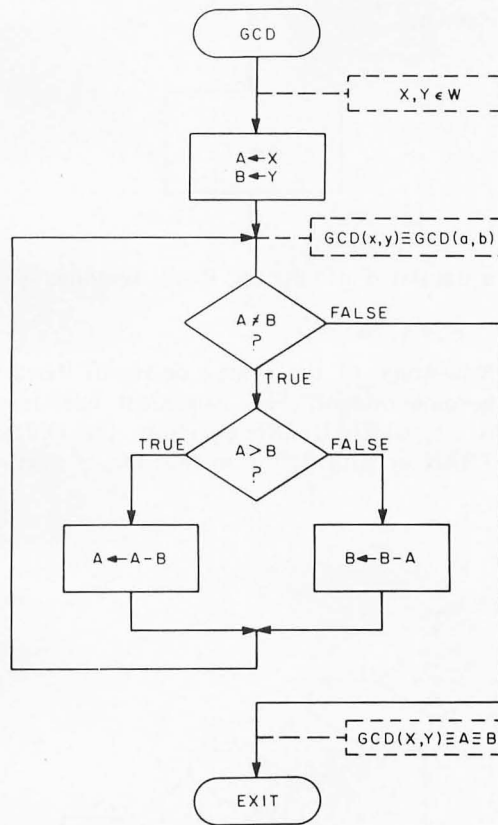 GCD
X, Y ϵ W
A←X
B←Y
GCD(x,y)≡GCD(a,b)
A≠B
?
FALSE
TRUE
A>B
?
TRUE
FALSE
A←A-B
B←B-A
GCD(X,Y)≡A≡B
EXIT